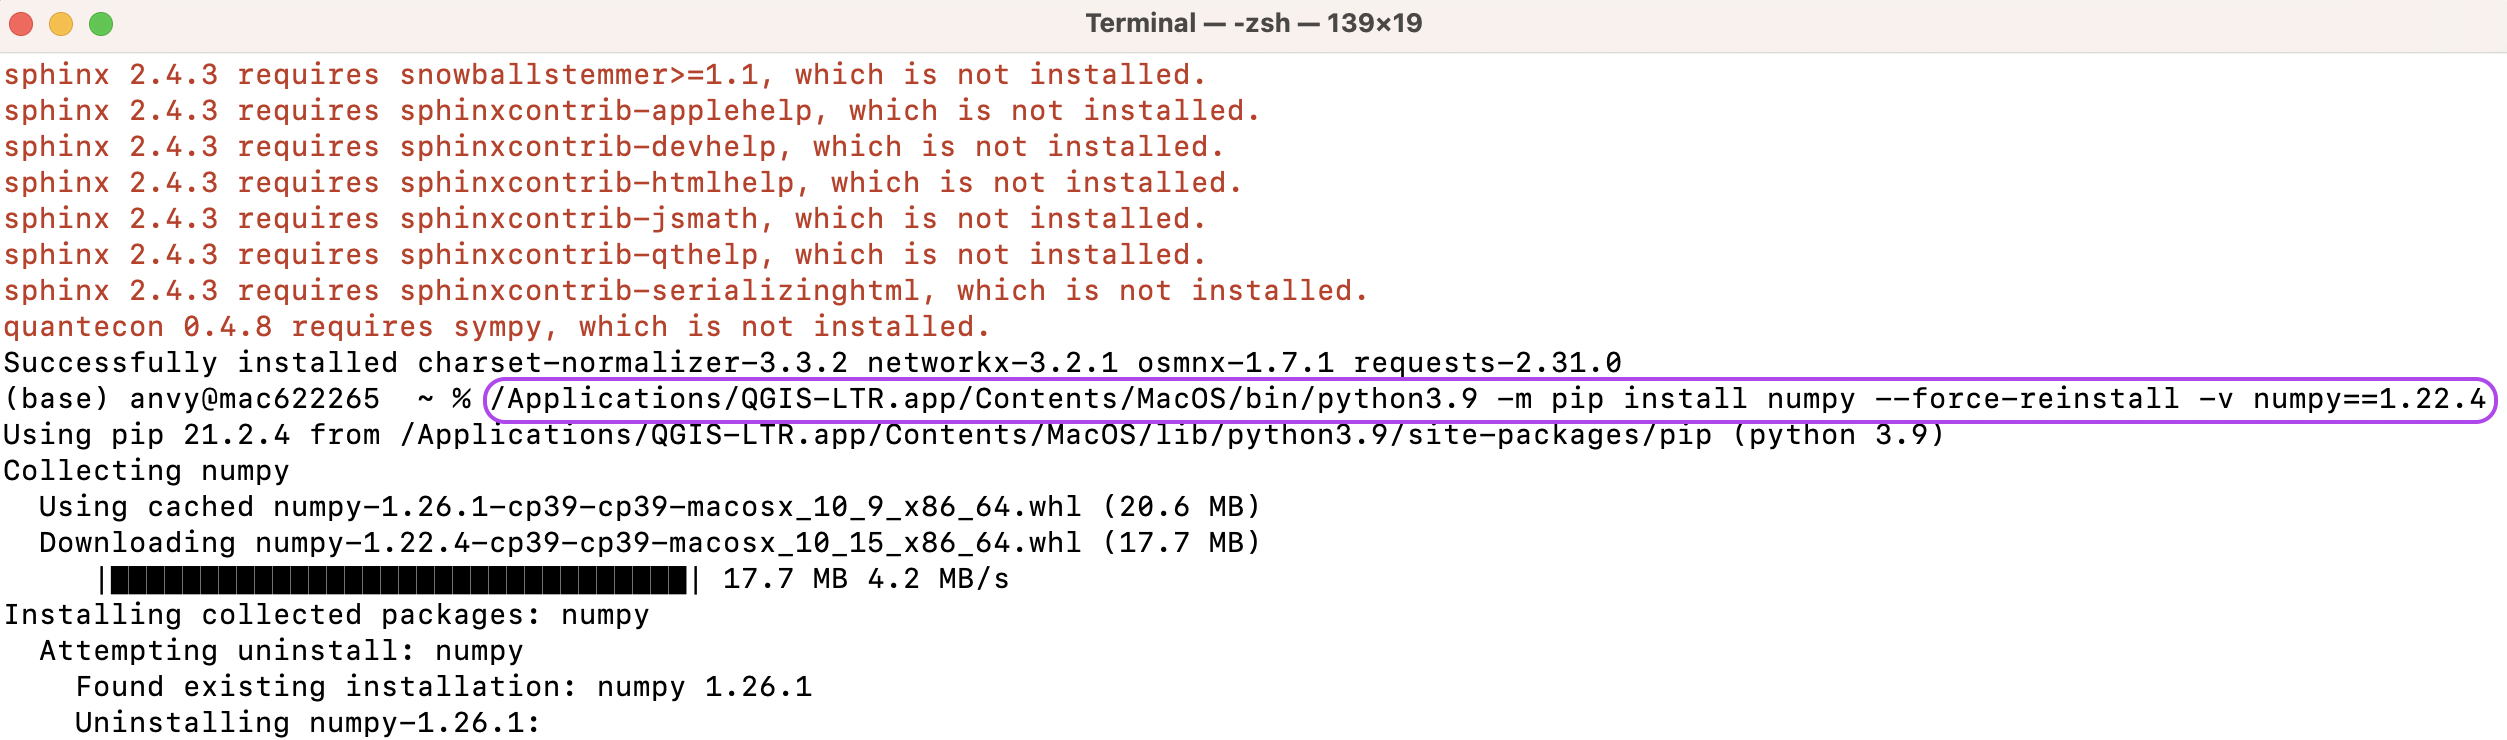 Terminal — -zsh — 139×19
sphinx 2.4.3 requires snowballstemmer>=1.1, which is not installed.
sphinx 2.4.3 requires sphinxcontrib-applehelp, which is not installed.
sphinx 2.4.3 requires sphinxcontrib-devhelp, which is not installed.
sphinx 2.4.3 requires sphinxcontrib-htmlhelp, which is not installed.
sphinx 2.4.3 requires sphinxcontrib-jsmath, which is not installed.
sphinx 2.4.3 requires sphinxcontrib-qthelp, which is not installed.
sphinx 2.4.3 requires sphinxcontrib-serializinghtml, which is not installed.
quantecon 0.4.8 requires sympy, which is not installed.
Successfully installed charset-normalizer-3.3.2 networkx-3.2.1 osmnx-1.7.1 requests-2.31.0
(base) anvy@mac622265  ~ % /Applications/QGIS-LTR.app/Contents/MacOS/bin/python3.9 -m pip install numpy --force-reinstall -v numpy==1.22.4
Using pip 21.2.4 from /Applications/QGIS-LTR.app/Contents/MacOS/lib/python3.9/site-packages/pip (python 3.9)
Collecting numpy
  Using cached numpy-1.26.1-cp39-cp39-macosx_10_9_x86_64.whl (20.6 MB)
  Downloading numpy-1.22.4-cp39-cp39-macosx_10_15_x86_64.whl (17.7 MB)
     |████████████████████████████████| 17.7 MB 4.2 MB/s
Installing collected packages: numpy
  Attempting uninstall: numpy
    Found existing installation: numpy 1.26.1
    Uninstalling numpy-1.26.1: